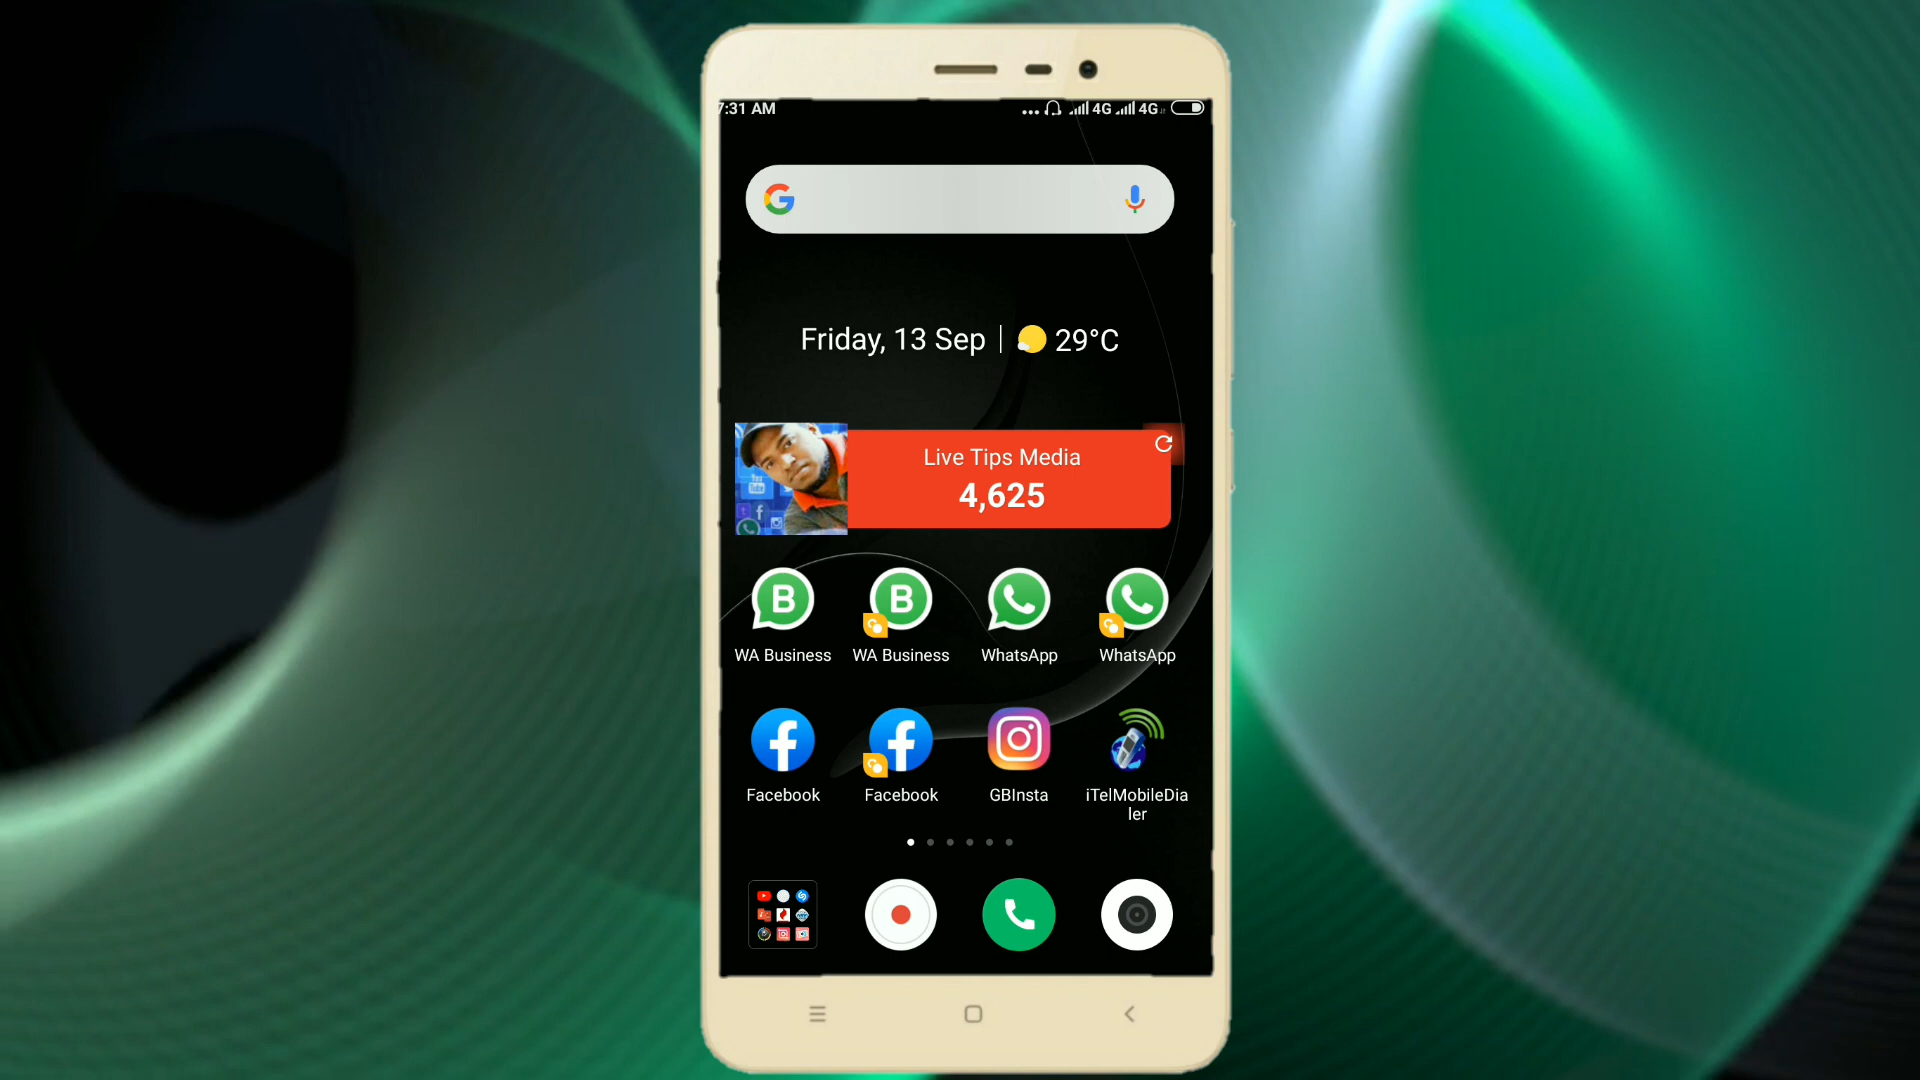 7:31 AM
4G 4G
Friday, 13 Sep 29°C
Live Tips Media
4,625
WA Business WA Business WhatsApp WhatsApp
Facebook Facebook GBInsta iTelMobileDia
ler